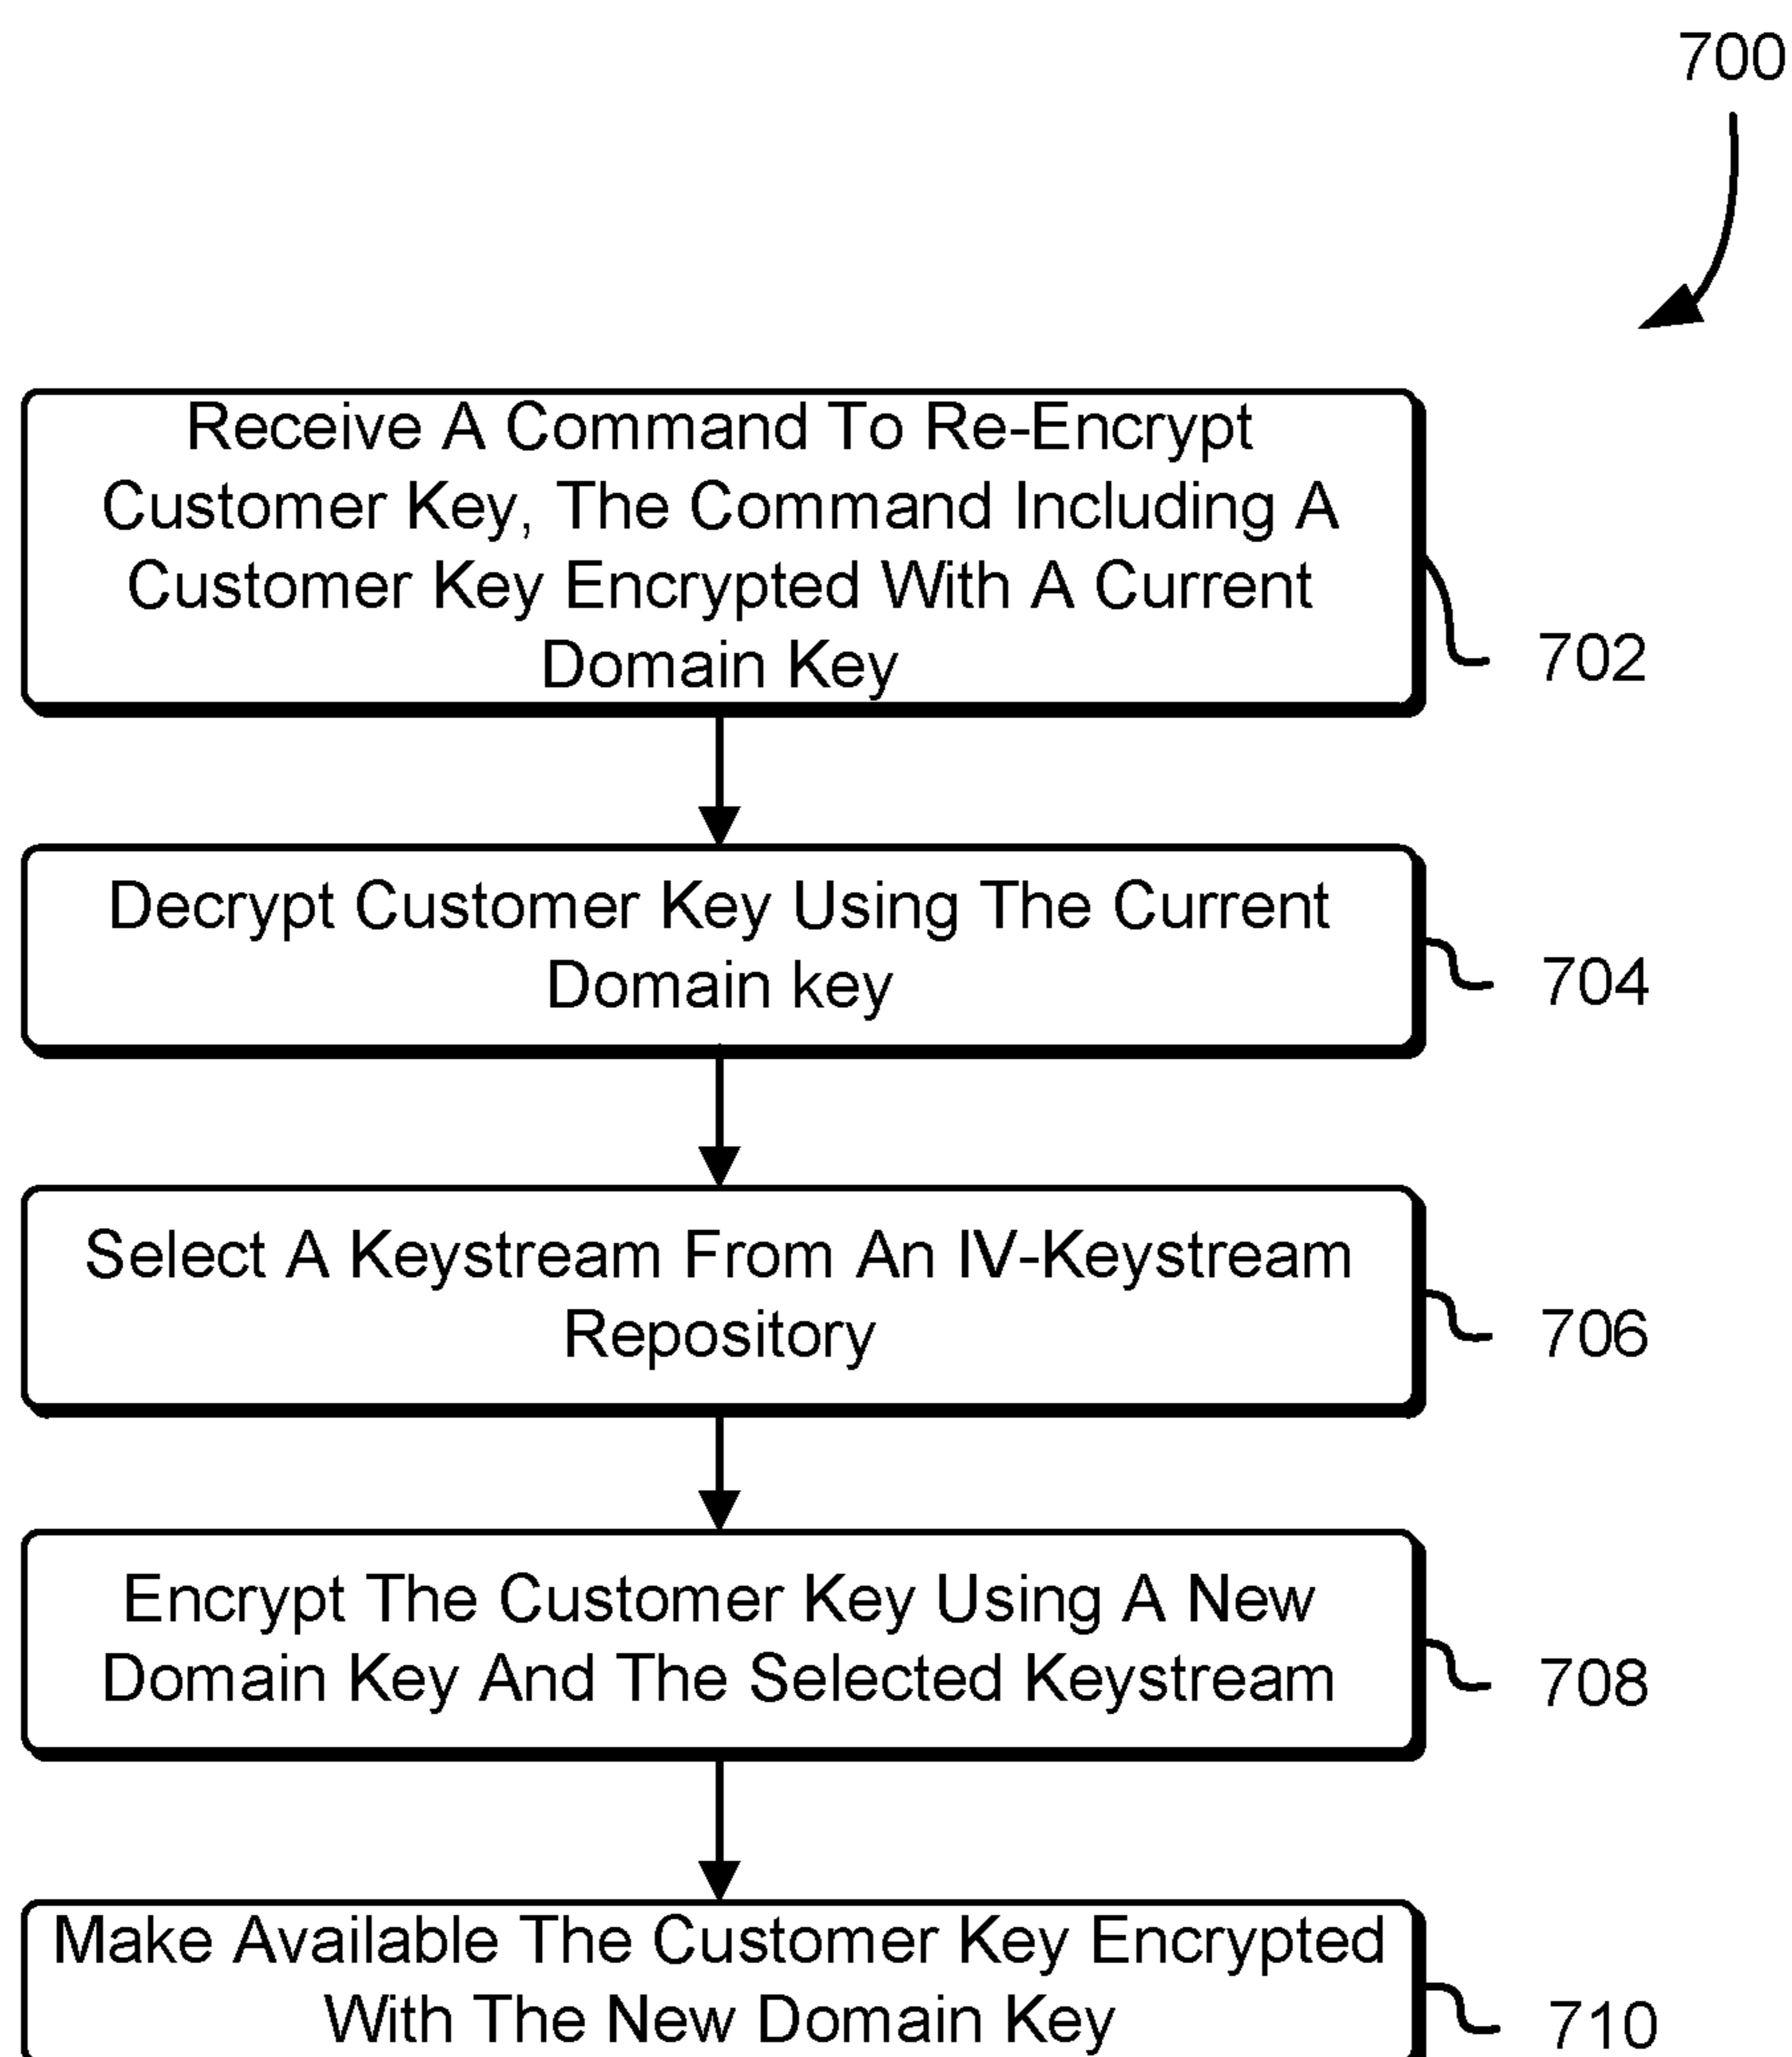 700
Receive A Command To Re-Encrypt
Customer Key, The Command Including A
Customer Key Encrypted With A Current
Domain Key
702
Decrypt Customer Key Using The Current
Domain key
704
Select A Keystream From An IV-Keystream
Repository
706
Encrypt The Customer Key Using A New
Domain Key And The Selected Keystream
708
Make Available The Customer Key Encrypted
With The New Domain Key
710